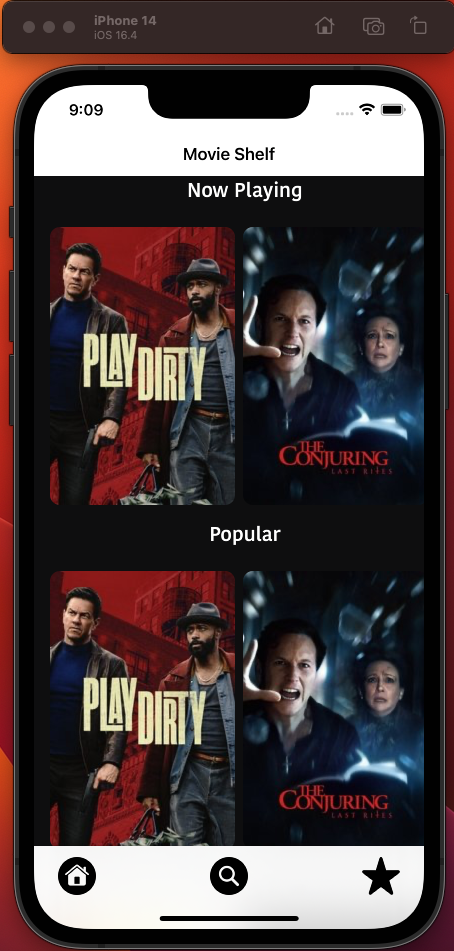 iPhone 14
iOS 16.4
9:09
Movie Shelf
Now Playing
PLAY DIRTY
THE
CONJURING
LAST RITES
Popular
PLAY DIRTY
THE
CONJURING
LAST RITES